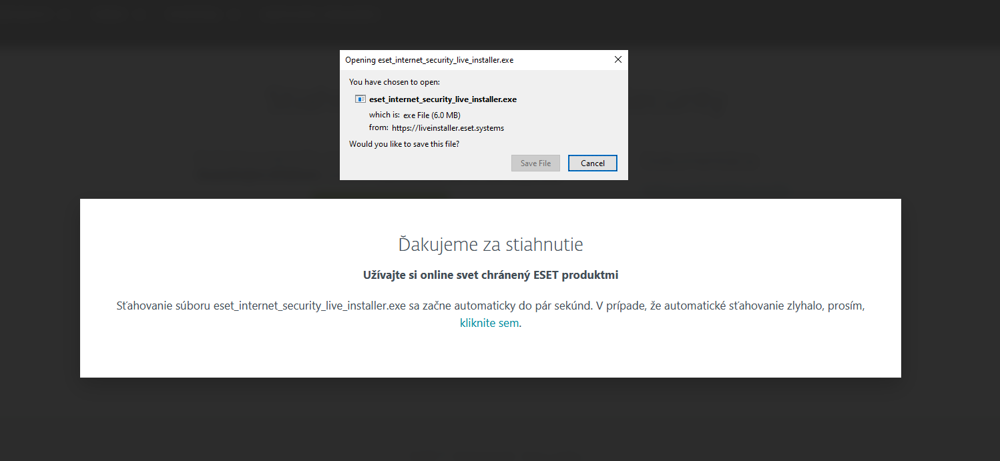 Opening eset_internet_security_live_installer.exe
You have chosen to open:
eset_internet_security_live_installer.exe
which is: exe File (6.0 MB)
from: https://liveinstaller.eset.systems
Would you like to save this file?
Save File Cancel
Ďakujeme za stiahnutie
Užívajte si online svet chránený ESET produktmi
Sťahovanie súboru eset_internet_security_live_installer.exe sa začne automaticky do pár sekúnd. V prípade, že automatické sťahovanie zlyhalo, prosím,
kliknite sem.